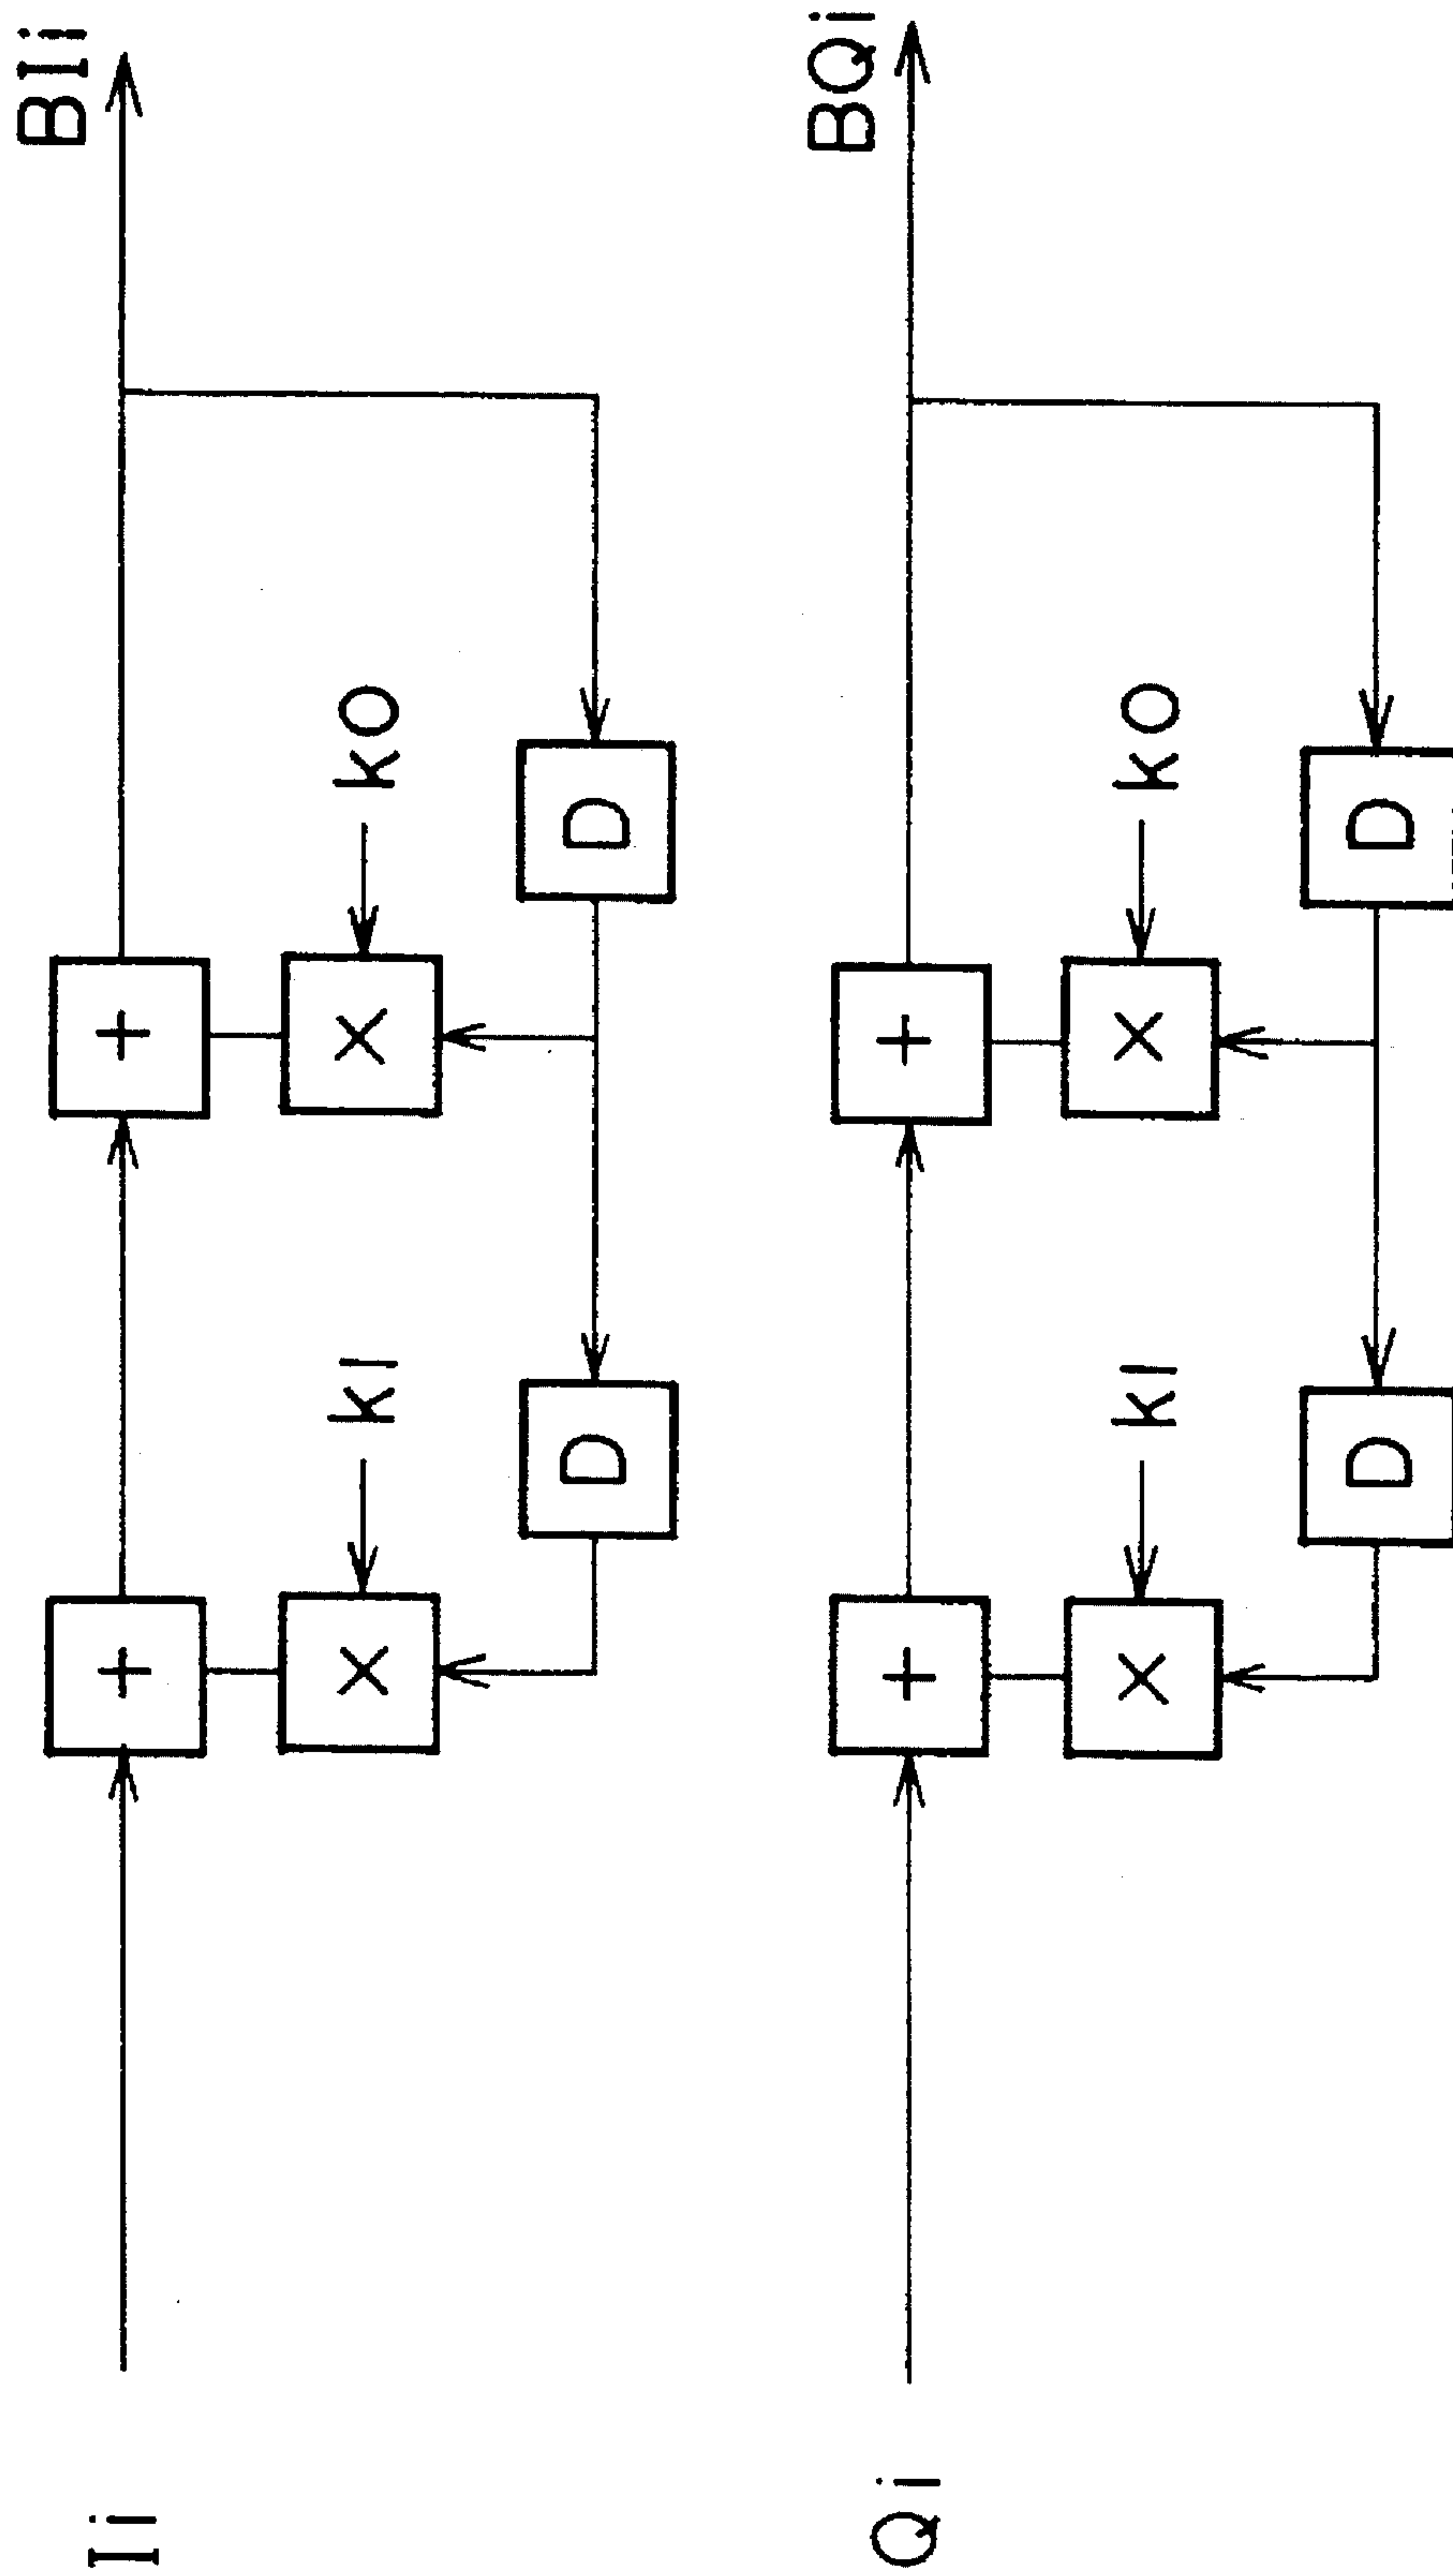 Ii
+
+
BIi
×
k1
×
k0
D
D
Qi
+
+
BQi
×
k1
×
k0
D
D